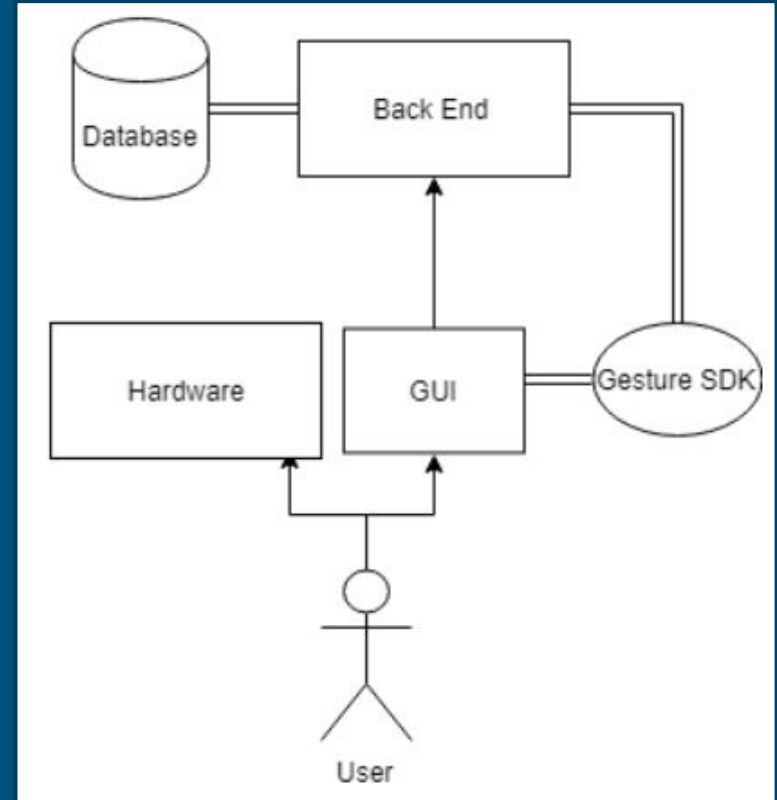 Database
Back End
Hardware
GUI
Gesture SDK
User